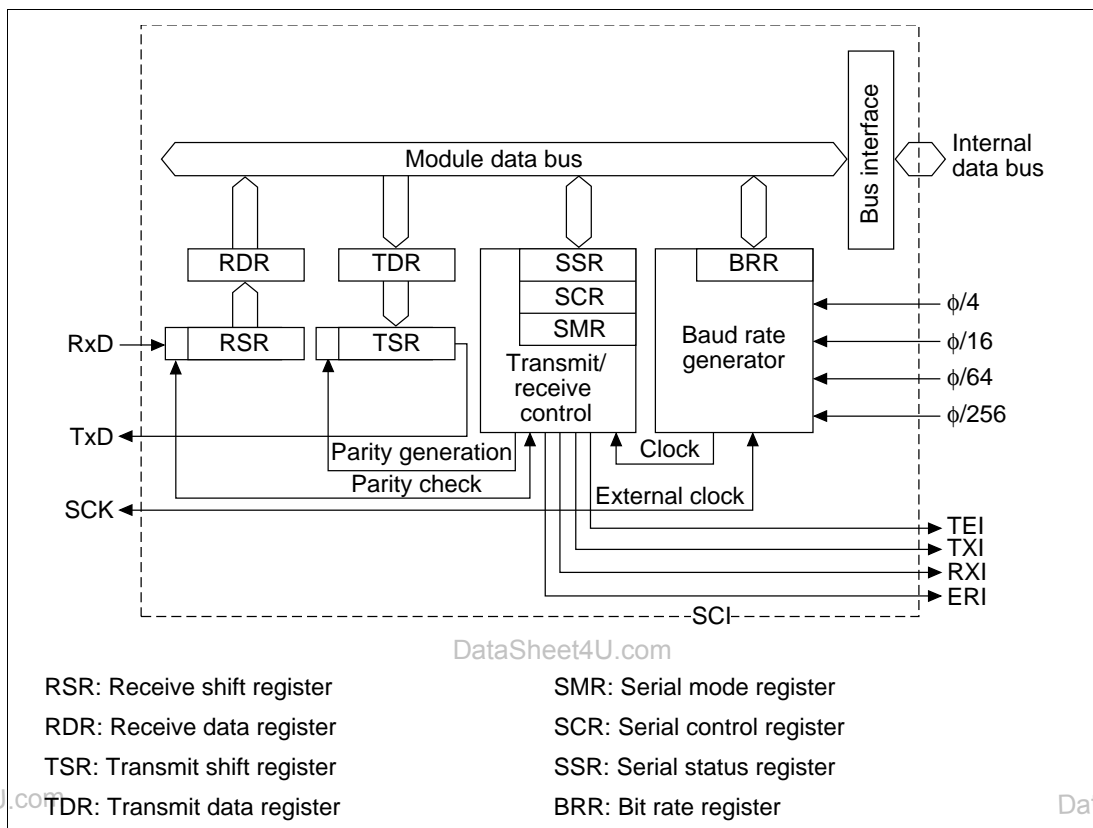 Module data bus
Bus interface
Internal
data bus
RDR
TDR
SSR
BRR
SCR
SMR
RxD
RSR
TSR
Transmit/
receive
control
Baud rate
generator
ϕ/4
ϕ/16
ϕ/64
ϕ/256
TxD
Parity generation
Clock
Parity check
SCK
External clock
TEI
TXI
RXI
ERI
SCI
DataSheet4U.com
RSR: Receive shift register
RDR: Receive data register
TSR: Transmit shift register
TDR: Transmit data register
SMR: Serial mode register
SCR: Serial control register
SSR: Serial status register
BRR: Bit rate register
J.com
Da